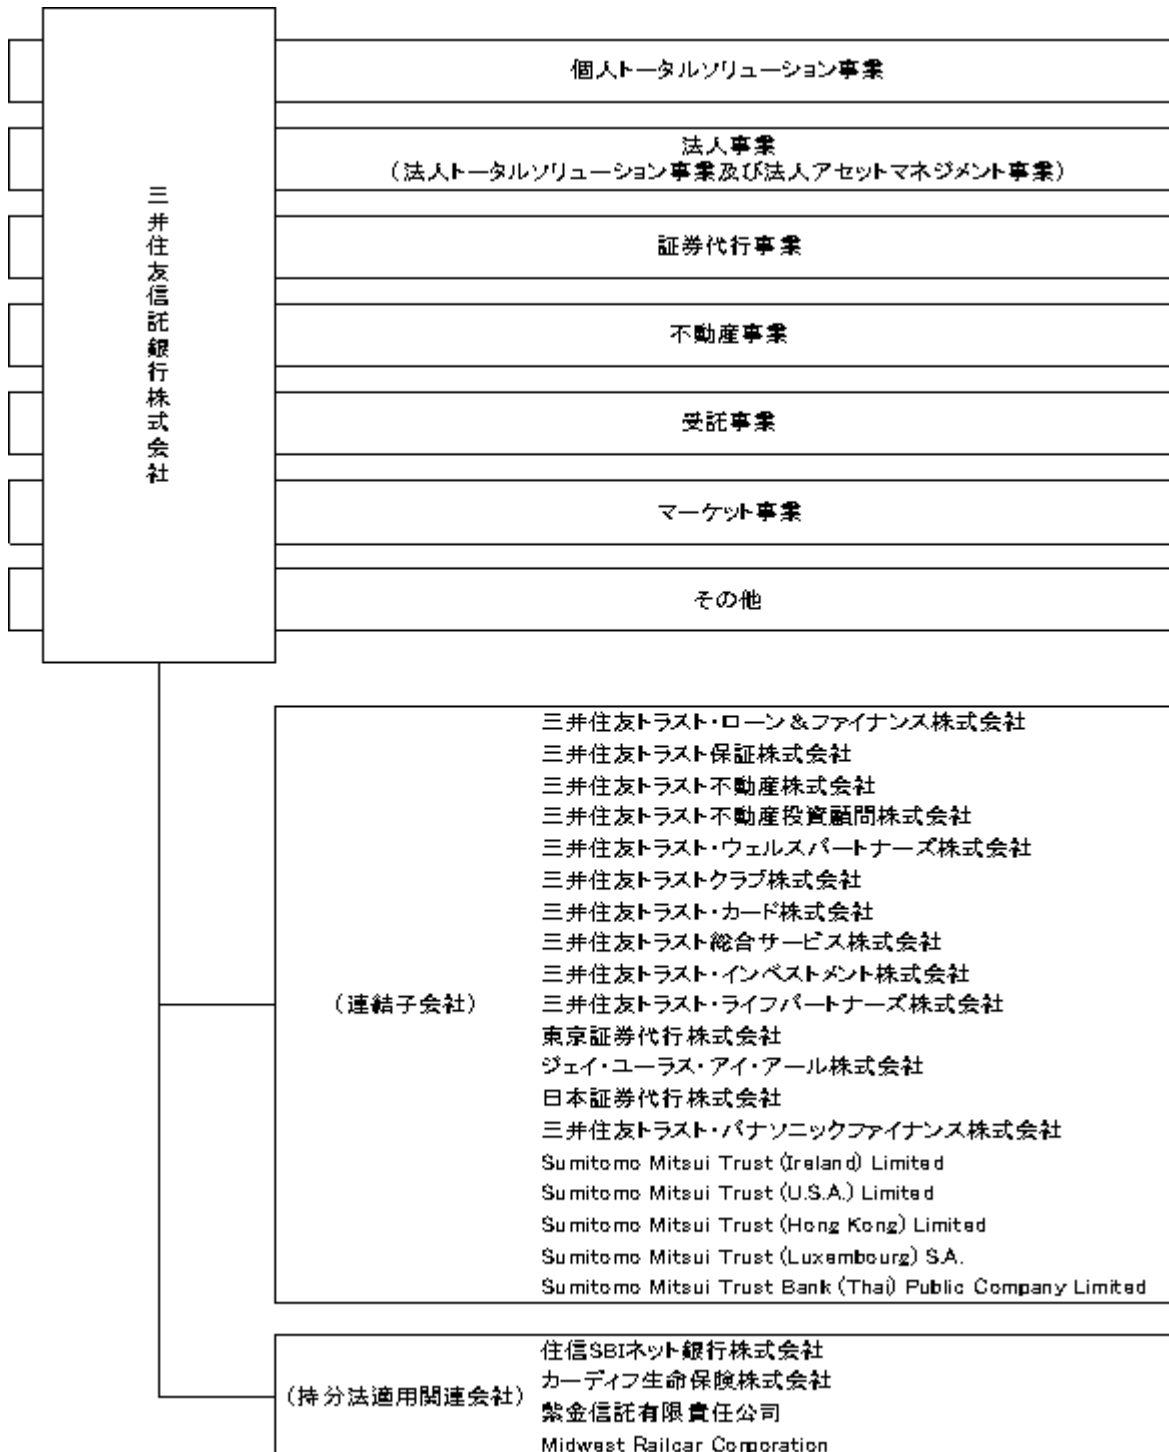 三井住友信託銀行株式会社
個人トータルソリューション事業
法人事業
（法人トータルソリューション事業及び法人アセットマネジメント事業）
証券代行事業
不動産事業
受託事業
マーケット事業
その他
（連結子会社）
三井住友トラスト・ローン＆ファイナンス株式会社
三井住友トラスト保証株式会社
三井住友トラスト不動産株式会社
三井住友トラスト不動産投資顧問株式会社
三井住友トラスト・ウェルスパートナーズ株式会社
三井住友トラストクラブ株式会社
三井住友トラスト・カード株式会社
三井住友トラスト総合サービス株式会社
三井住友トラスト・インベストメント株式会社
三井住友トラスト・ライフパートナーズ株式会社
東京証券代行株式会社
ジェイ・ユーラス・アイ・アール株式会社
日本証券代行株式会社
三井住友トラスト・パナソニックファイナンス株式会社
Sumitomo Mitsui Trust (Ireland) Limited
Sumitomo Mitsui Trust (U.S.A.) Limited
Sumitomo Mitsui Trust (Hong Kong) Limited
Sumitomo Mitsui Trust (Luxembourg) S.A.
Sumitomo Mitsui Trust Bank (Thai) Public Company Limited
（持分法適用関連会社）
住信SBIネット銀行株式会社
カーディフ生命保険株式会社
紫金信託有限責任公司
Midwest Railcar Corporation